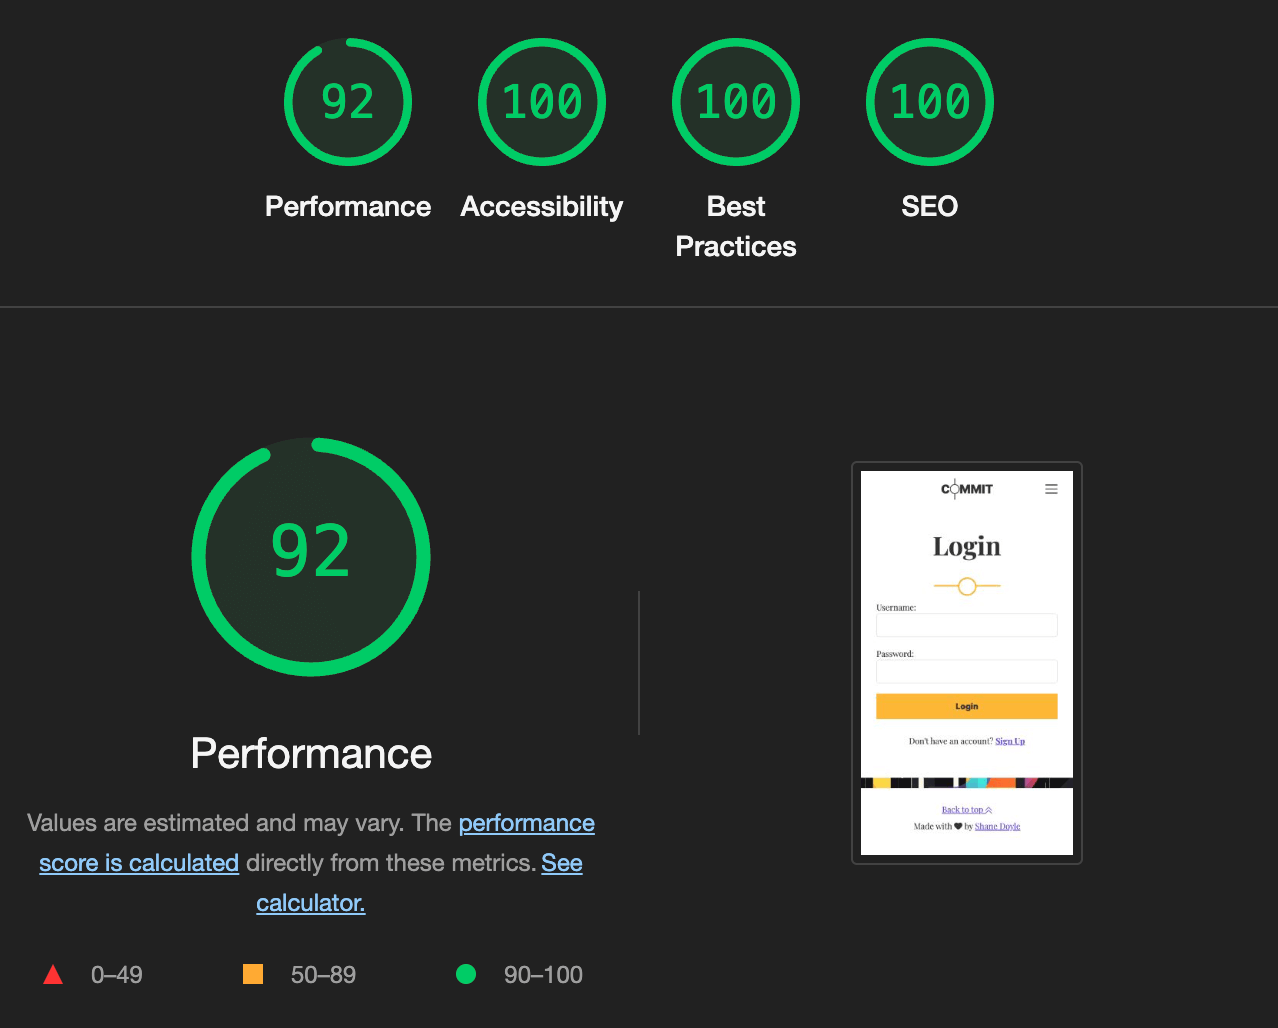 92
100
100
100
Performance
Accessibility
Best
Practices
SEO
92
Performance
Values are estimated and may vary. The performance
score is calculated directly from these metrics. See
calculator.
0–49
50–89
90–100
COMMIT
Login
Username:
Password:
Login
Don't have an account? Sign Up
Back to top
Made with by Shane Doyle